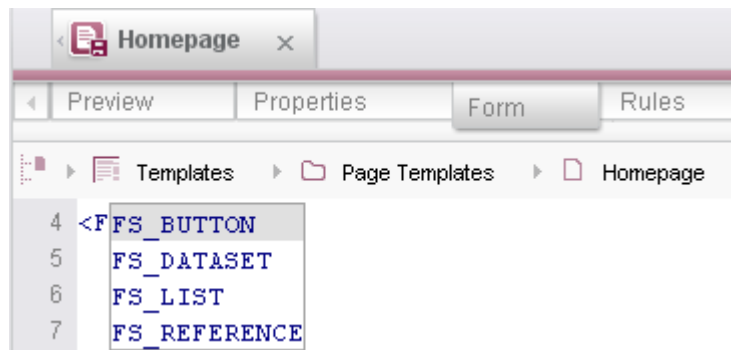 Homepage
Preview Properties Form Rules
Templates Page Templates Homepage
4 <F FS_BUTTON
5 FS_DATASET
6 FS_LIST
7 FS_REFERENCE